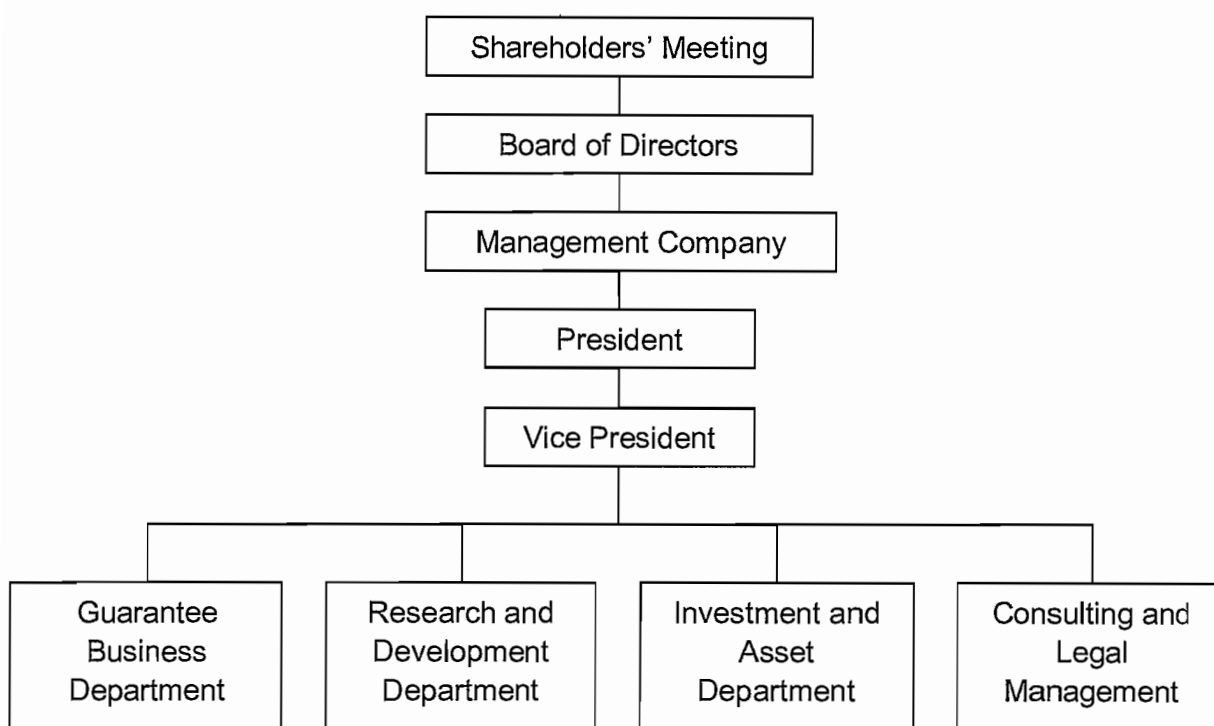 Shareholders’ Meeting
Board of Directors
Management Company
President
Vice President
Guarantee
Business
Department
Research and
Development
Department
Investment and
Asset
Department
Consulting and
Legal
Management